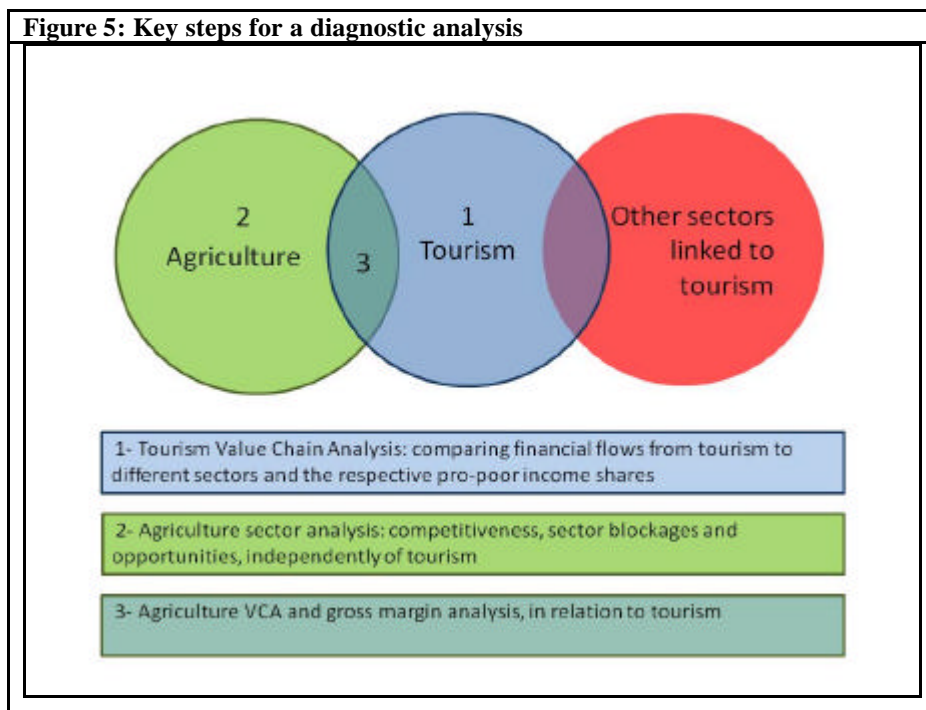 Figure 5: Key steps for a diagnostic analysis
2
Agriculture
3
1
Tourism
Other sectors
linked to
tourism
1- Tourism Value Chain Analysis: comparing financial flows from tourism to
different sectors and the respective pro-poor income shares
2- Agriculture sector analysis: competitiveness, sector blockages and
opportunities, independently of tourism
3- Agriculture VCA and gross margin analysis, in relation to tourism